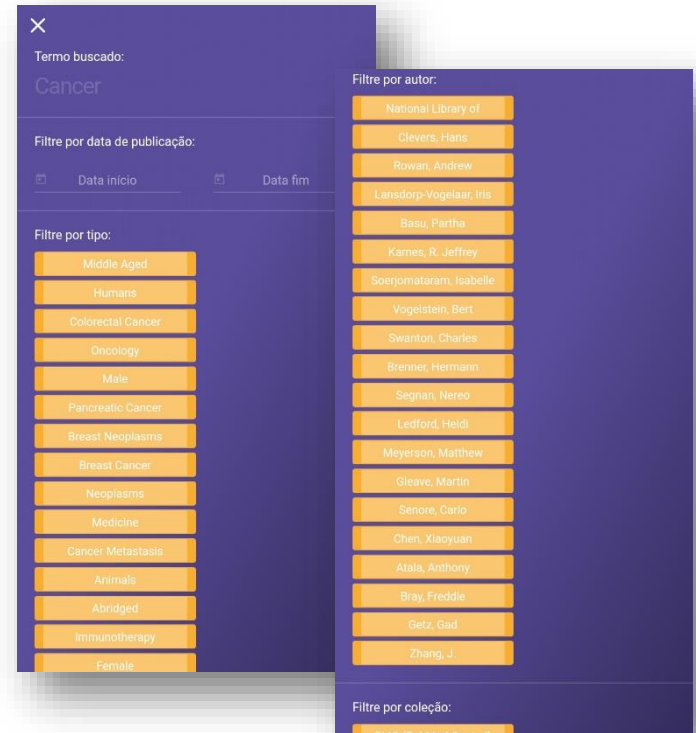 Termo buscado:
Cancer
Filtre por data de publicação:
Data início
Data fim
Filtre por tipo:
Middle Aged
Humans
Colorectal Cancer
Oncology
Male
Pancreatic Cancer
Breast Neoplasms
Breast Cancer
Neoplasms
Medicine
Cancer Metastasis
Animals
Abridged
Immunotherapy
Female
Filtre por autor:
National Library of
Clevers, Hans
Rowan, Andrew
Lansdorp-Vogelaar, Iris
Basu, Partha
Karnes, R. Jeffrey
Soerjomataram, Isabelle
Vogelstein, Bert
Swanton, Charles
Brenner, Hermann
Segnan, Nereo
Ledford, Heidi
Meyerson, Matthew
Gleave, Martin
Senore, Carlo
Chen, Xiaoyuan
Atala, Anthony
Bray, Freddie
Getz, Gad
Zhang, J.
Filtre por coleção: